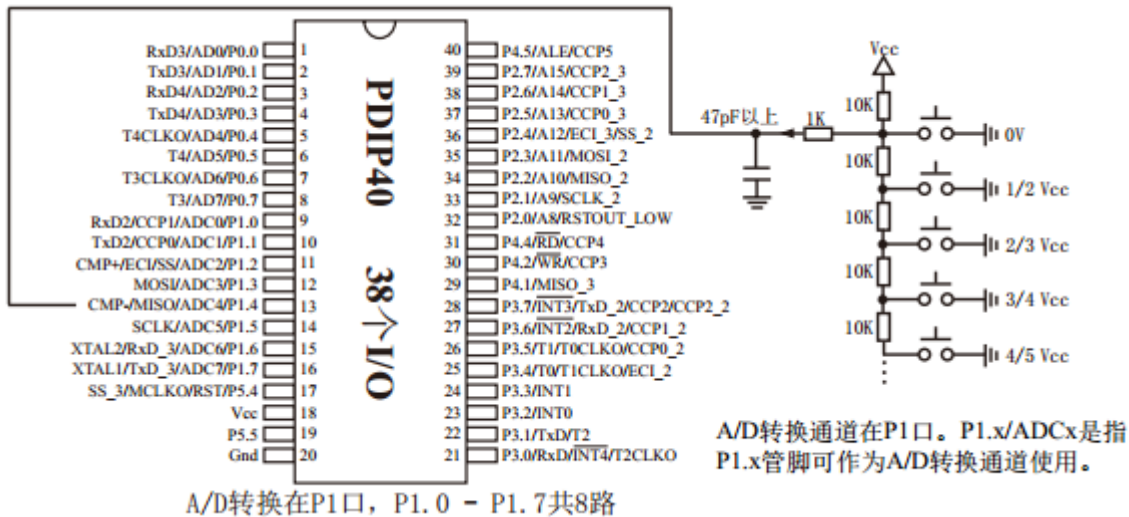 RxD3/AD0/P0.0 1
TxD3/AD1/P0.1 2
RxD4/AD2/P0.2 3
TxD4/AD3/P0.3 4
T4CLKO/AD4/P0.4 5
T4/AD5/P0.5 6
T3CLKO/AD6/P0.6 7
T3/AD7/P0.7 8
RxD2/CCP1/ADC0/P1.0 9
TxD2/CCP0/ADC1/P1.1 10
CMP+/ECI/SS/ADC2/P1.2 11
MOSI/ADC3/P1.3 12
CMP-/MISO/ADC4/P1.4 13
SCLK/ADC5/P1.5 14
XTAL2/RxD_3/ADC6/P1.6 15
XTAL1/TxD_3/ADC7/P1.7 16
SS_3/MCLKO/RST/P5.4 17
Vcc 18
P5.5 19
Gnd 20
PDIP40 38个I/O
40 P4.5/ALE/CCP5
39 P2.7/A15/CCP2_3
38 P2.6/A14/CCP1_3
37 P2.5/A13/CCP0_3
36 P2.4/A12/ECI_3/SS_2
35 P2.3/A11/MOSI_2
34 P2.2/A10/MISO_2
33 P2.1/A9/SCLK_2
32 P2.0/A8/RSTOUT_LOW
31 P4.4/RD/CCP4
30 P4.2/WR/CCP3
29 P4.1/MISO_3
28 P3.7/INT3/TxD_2/CCP2/CCP2_2
27 P3.6/INT2/RxD_2/CCP1_2
26 P3.5/T1/T0CLKO/CCP0_2
25 P3.4/T0/T1CLKO/ECI_2
24 P3.3/INT1
23 P3.2/INT0
22 P3.1/TxD/T2
21 P3.0/RxD/INT4/T2CLKO
Vcc
10K
47pF以上 1K
0V
10K
1/2 Vcc
10K
2/3 Vcc
10K
3/4 Vcc
10K
4/5 Vcc
A/D转换通道在P1口。P1.x/ADCx是指
P1.x管脚可作为A/D转换通道使用。
A/D转换在P1口, P1.0 - P1.7共8路